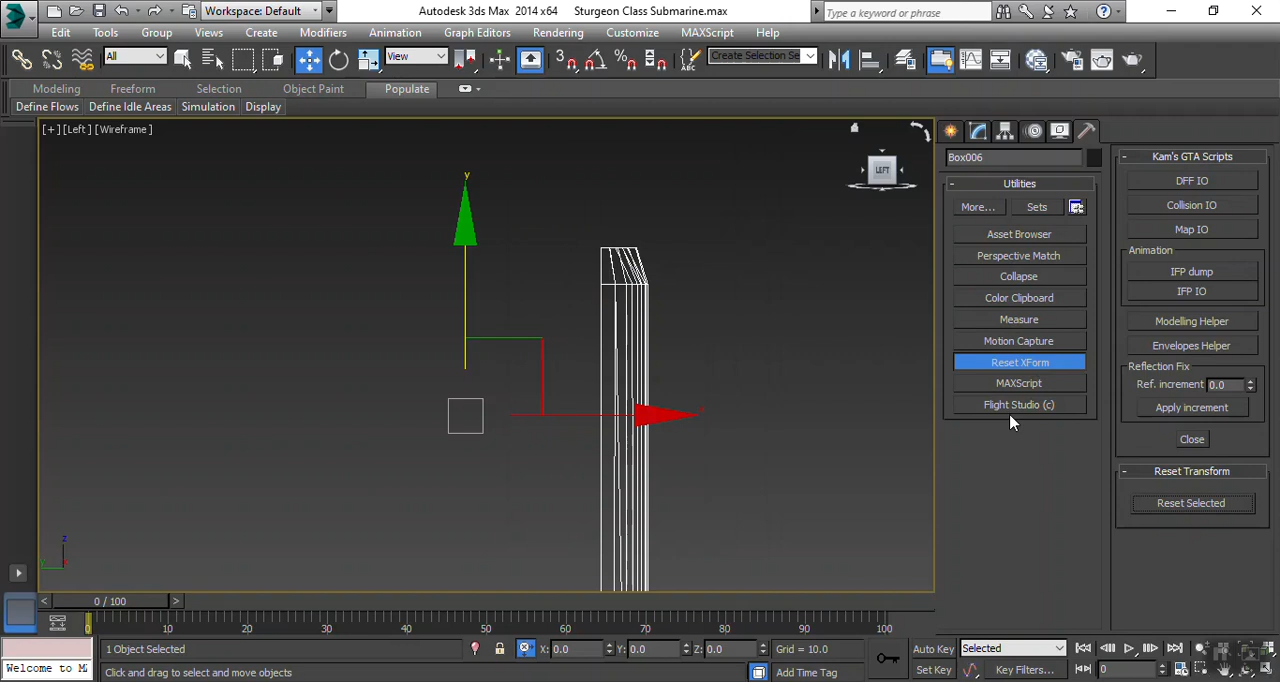 Workspace: Default
Autodesk 3ds Max 2014 x64 Sturgeon Class Submarine.max
Type a keyword or phrase
Edit Tools Group Views Create Modifiers Animation Graph Editors Rendering Customize MAXScript Help
All View 3 ABC Create Selection Se
Modeling Freeform Selection Object Paint Populate
Define Flows Define Idle Areas Simulation Display
[+] [Left] [Wireframe]
y
LEFT
x
z
y
x
Box006
- Utilities
More... Sets
Asset Browser
Perspective Match
Collapse
Color Clipboard
Measure
Motion Capture
Reset XForm
MAXScript
Flight Studio (c)
- Kam's GTA Scripts
DFF IO
Collision IO
Map IO
Animation
IFP dump
IFP IO
Modelling Helper
Envelopes Helper
Reflection Fix
Ref. increment 0.0
Apply increment
Close
- Reset Transform
Reset Selected
< 0 / 100 >
0 10 20 30 40 50 60 70 80 90 100
1 Object Selected X: 0.0 Y: 0.0 Z: 0.0 Grid = 10.0 Auto Key Selected
Welcome to M Click and drag to select and move objects Add Time Tag Set Key Key Filters... 0